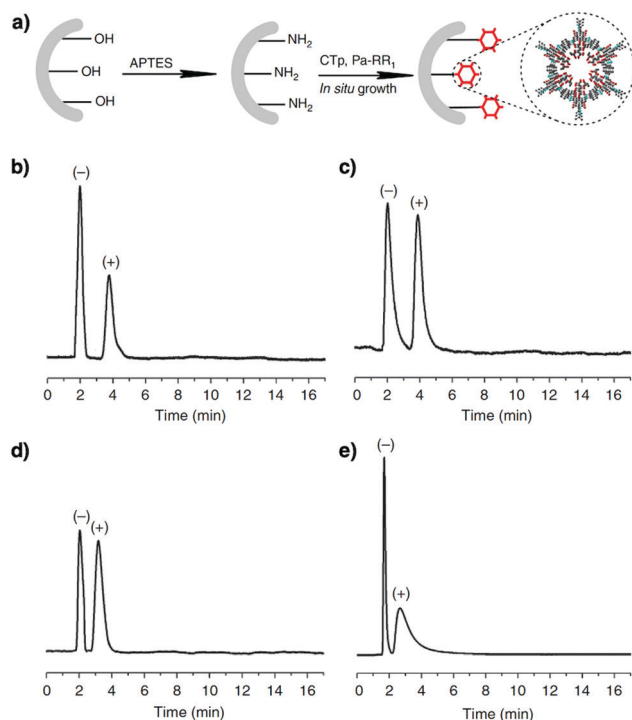 a)
OH
OH
OH
APTES
NH2
NH2
NH2
CTp, Pa-RR1
In situ growth
b)
(−)
(+)
0 2 4 6 8 10 12 14 16
Time (min)
c)
(−)
(+)
0 2 4 6 8 10 12 14 16
Time (min)
d)
(−)
(+)
0 2 4 6 8 10 12 14 16
Time (min)
e)
(−)
(+)
0 2 4 6 8 10 12 14 16
Time (min)